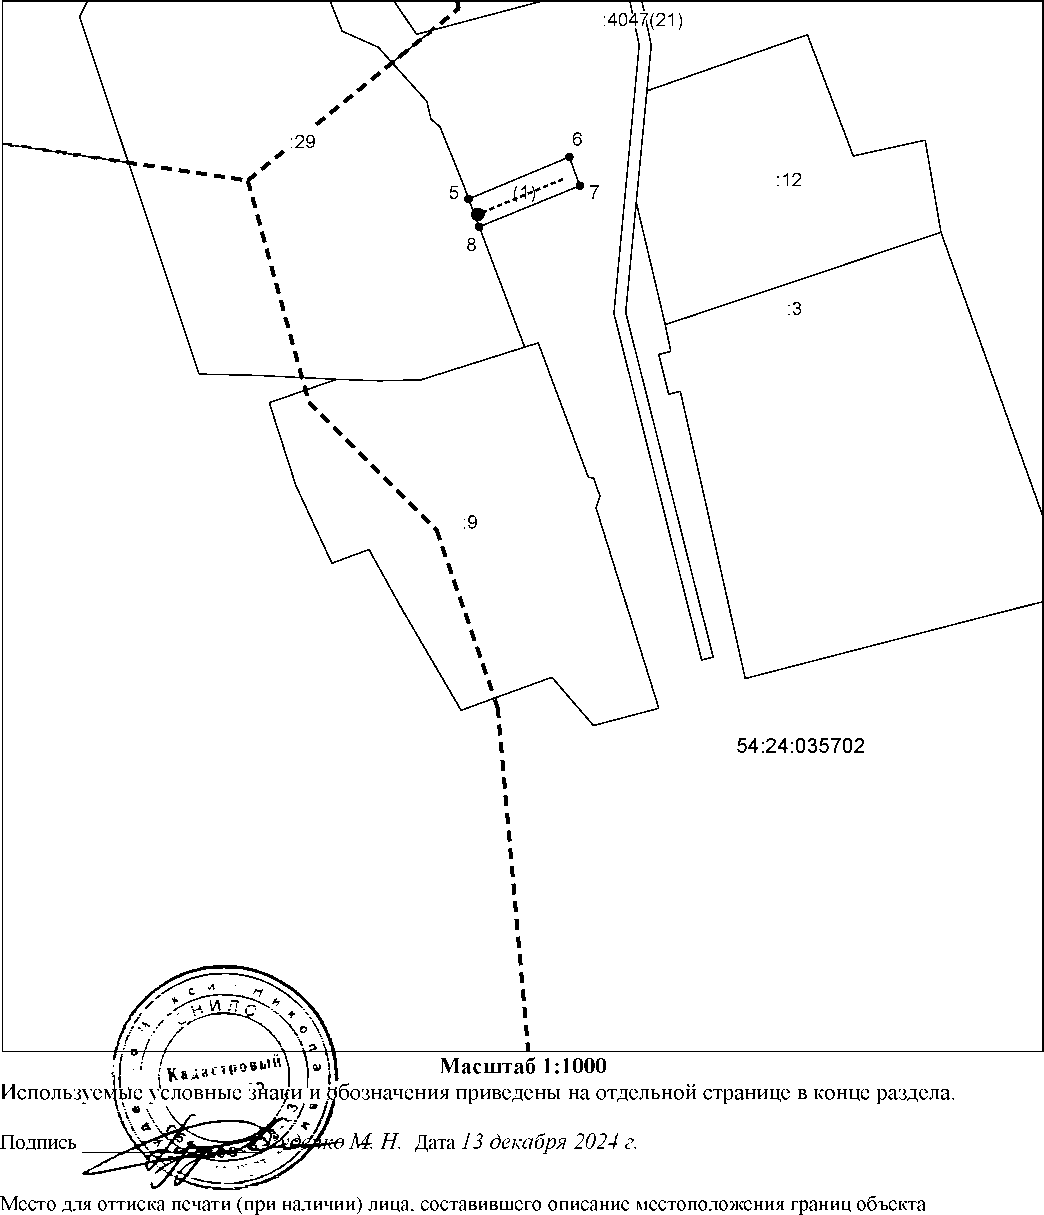 :4047(21)
:29
6
:12
5
(1)
7
8
:3
:9
54:24:035702
СНИЛС
Кадастровый
Масштаб 1:1000
Используемые условные знаки и обозначения приведены на отдельной странице в конце раздела.
Подпись М. Н. Дата 13 декабря 2024 г.
Место для оттиска печати (при наличии) лица, составившего описание местоположения границ объекта